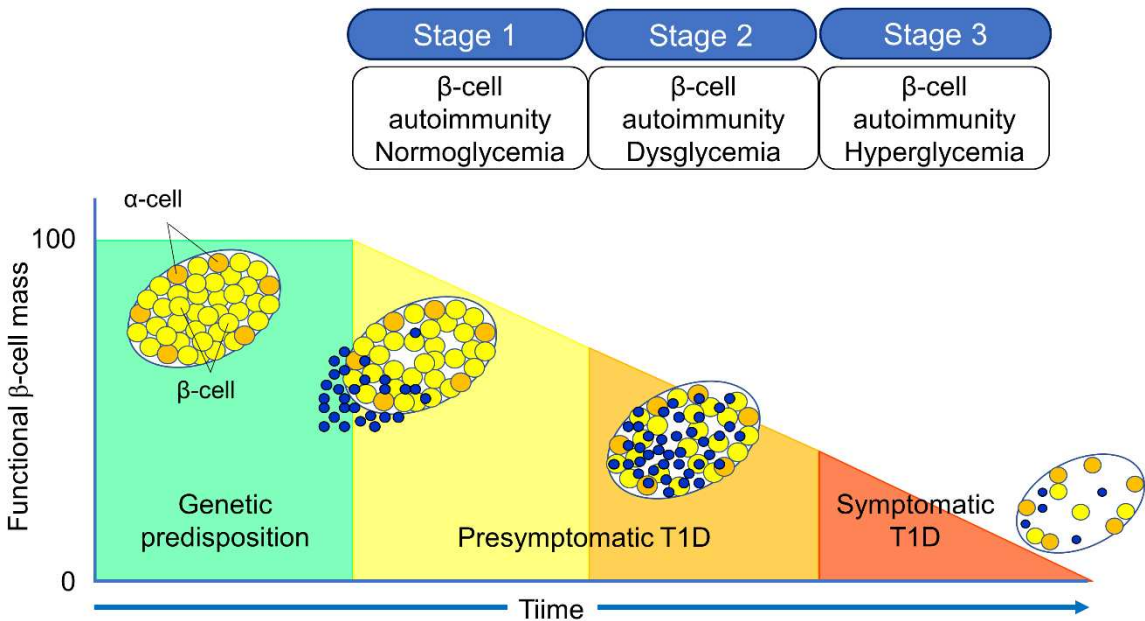 Stage 1
Stage 2
Stage 3
β-cell
autoimmunity
Normoglycemia
β-cell
autoimmunity
Dysglycemia
β-cell
autoimmunity
Hyperglycemia
α-cell
100
β-cell
Functional β-cell mass
Genetic
predisposition
Presymptomatic T1D
Symptomatic
T1D
0
Tiime